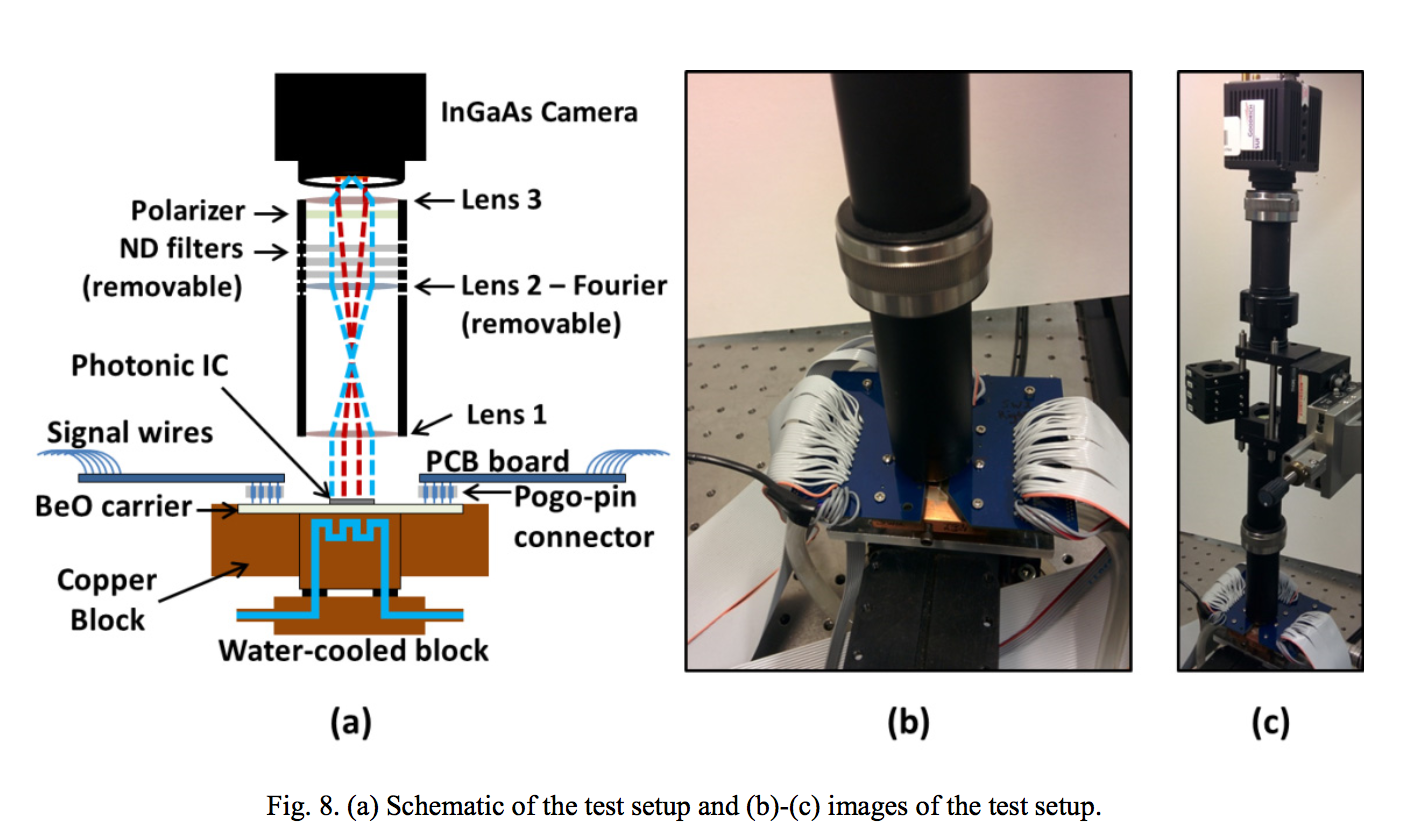 InGaAs Camera
Lens 3
Polarizer
ND filters
(removable)
Lens 2 – Fourier
(removable)
Photonic IC
Lens 1
Signal wires
PCB board
BeO carrier
Pogo-pin
connector
Copper
Block
Water-cooled block
(a)
(b)
(c)
Fig. 8. (a) Schematic of the test setup and (b)-(c) images of the test setup.